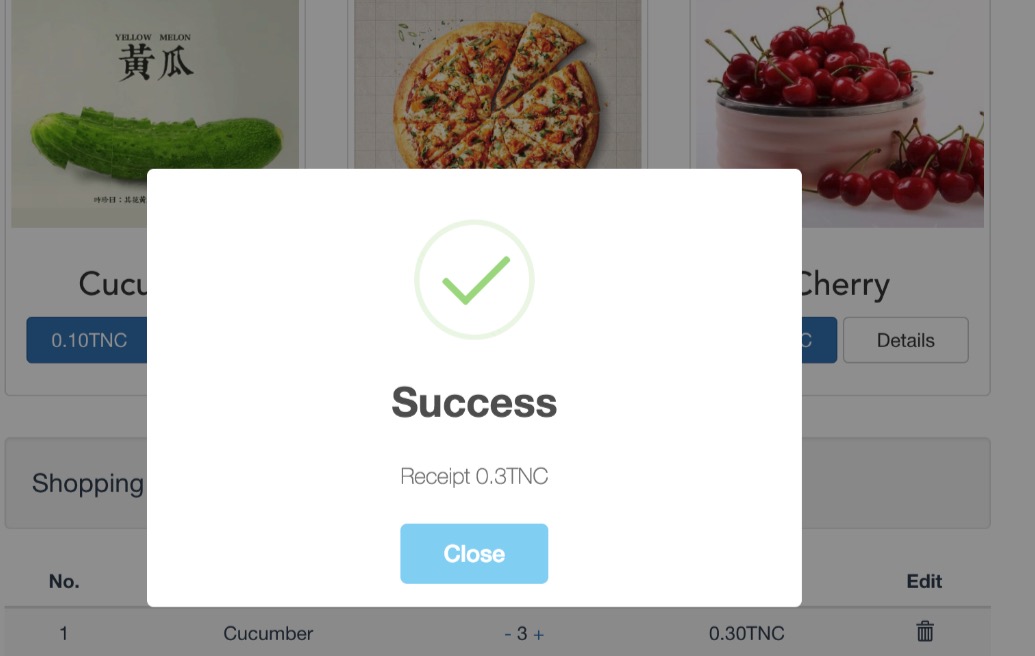 YELLOW MELON
黃瓜
Cucu
Cherry
0.10TNC
C
Details
Success
Receipt 0.3TNC
Close
Shopping
No.
Edit
1
Cucumber
- 3 +
0.30TNC